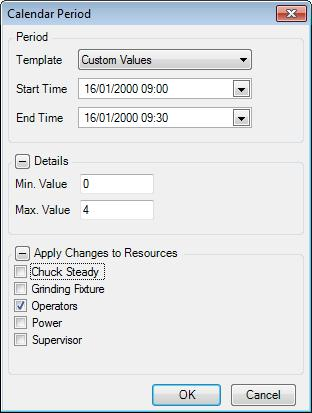 Calendar Period
Period
Template Custom Values
Start Time 16/01/2000 09:00
End Time 16/01/2000 09:30
Details
Min. Value 0
Max. Value 4
Apply Changes to Resources
Chuck Steady
Grinding Fixture
Operators
Power
Supervisor
OK Cancel